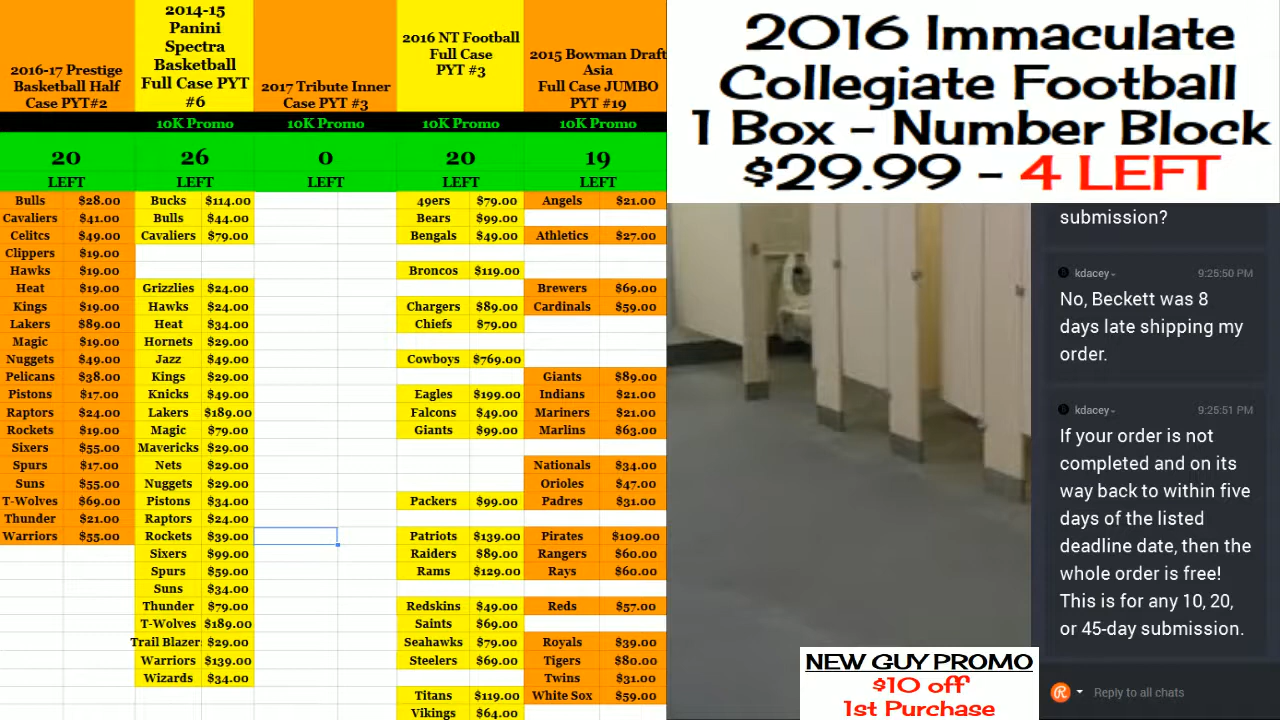 2016-17 Prestige
Basketball Half
Case PYT#2
20
LEFT
Bulls $28.00
Cavaliers $41.00
Celitcs $49.00
Clippers $19.00
Hawks $19.00
Heat $19.00
Kings $19.00
Lakers $89.00
Magic $19.00
Nuggets $49.00
Pelicans $38.00
Pistons $17.00
Raptors $24.00
Rockets $19.00
Sixers $55.00
Spurs $17.00
Suns $55.00
T-Wolves $69.00
Thunder $21.00
Warriors $55.00
2014-15
Panini
Spectra
Basketball
Full Case PYT
#6
10K Promo
26
LEFT
Bucks $114.00
Bulls $44.00
Cavaliers $79.00
Grizzlies $24.00
Hawks $24.00
Heat $34.00
Hornets $29.00
Jazz $49.00
Kings $29.00
Knicks $49.00
Lakers $189.00
Magic $79.00
Mavericks $29.00
Nets $29.00
Nuggets $29.00
Pistons $34.00
Raptors $24.00
Rockets $39.00
Sixers $99.00
Spurs $59.00
Suns $34.00
Thunder $79.00
T-Wolves $189.00
Trail Blazer $29.00
Warriors $139.00
Wizards $34.00
2017 Tribute Inner
Case PYT #3
10K Promo
0
LEFT
2016 NT Football
Full Case
PYT #3
10K Promo
20
LEFT
49ers $79.00
Bears $99.00
Bengals $49.00
Broncos $119.00
Chargers $89.00
Chiefs $79.00
Cowboys $769.00
Eagles $199.00
Falcons $49.00
Giants $99.00
Packers $99.00
Patriots $139.00
Raiders $89.00
Rams $129.00
Redskins $49.00
Saints $69.00
Seahawks $79.00
Steelers $69.00
Titans $119.00
Vikings $64.00
2015 Bowman Draft
Asia
Full Case JUMBO
PYT #19
10K Promo
19
LEFT
Angels $21.00
Athletics $27.00
Brewers $69.00
Cardinals $59.00
Giants $89.00
Indians $21.00
Mariners $21.00
Marlins $63.00
Nationals $34.00
Orioles $47.00
Padres $31.00
Pirates $109.00
Rangers $60.00
Rays $60.00
Reds $57.00
Royals $39.00
Tigers $80.00
Twins $31.00
White Sox $59.00
2016 Immaculate
Collegiate Football
1 Box - Number Block
$29.99 - 4 LEFT
submission?
kdacey 9:25:50 PM
No, Beckett was 8
days late shipping my
order.
kdacey 9:25:51 PM
If your order is not
completed and on its
way back to within five
days of the listed
deadline date, then the
whole order is free!
This is for any 10, 20,
or 45-day submission.
Reply to all chats
NEW GUY PROMO
$10 off
1st Purchase